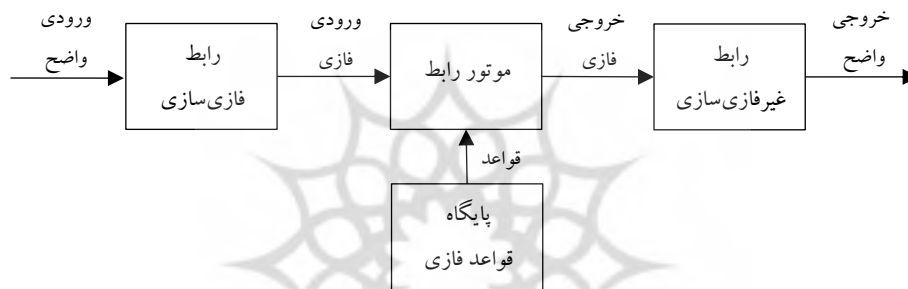 ورودی
واضح
رابط
فازی‌سازی
ورودی
فازی
موتور رابط
خروجی
فازی
رابط
غیرفازی‌سازی
خروجی
واضح
قواعد
پایگاه
قواعد فازی